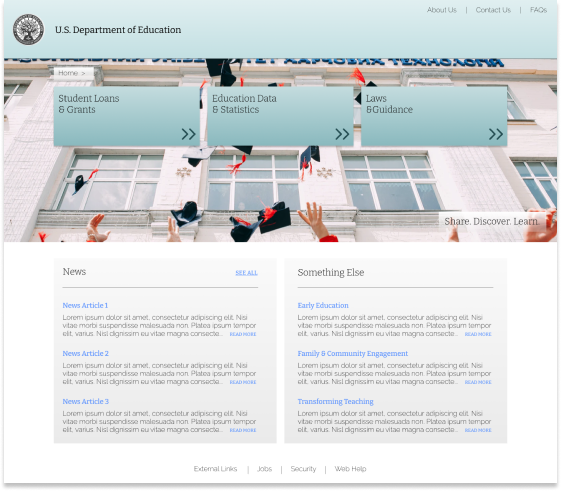 About Us | Contact Us | FAQs
U.S. Department of Education
Home >
Student Loans
& Grants
>>
Education Data
& Statistics
>>
Laws
&Guidance
>>
Share. Discover. Learn.
News
SEE ALL
News Article 1
Lorem ipsum dolor sit amet, consectetur adipiscing elit. Nisi
vitae morbi suspendisse malesuada non. Platea ipsum tempor
elit, varius. Nisl dignissim eu vitae magna consecte... READ MORE
News Article 2
Lorem ipsum dolor sit amet, consectetur adipiscing elit. Nisi
vitae morbi suspendisse malesuada non. Platea ipsum tempor
elit, varius. Nisl dignissim eu vitae magna consecte... READ MORE
News Article 3
Lorem ipsum dolor sit amet, consectetur adipiscing elit. Nisi
vitae morbi suspendisse malesuada non. Platea ipsum tempor
elit, varius. Nisl dignissim eu vitae magna consecte... READ MORE
Something Else
Early Education
Lorem ipsum dolor sit amet, consectetur adipiscing elit. Nisi
vitae morbi suspendisse malesuada non. Platea ipsum tempor
elit, varius. Nisl dignissim eu vitae magna consecte... READ MORE
Family & Community Engagement
Lorem ipsum dolor sit amet, consectetur adipiscing elit. Nisi
vitae morbi suspendisse malesuada non. Platea ipsum tempor
elit, varius. Nisl dignissim eu vitae magna consecte... READ MORE
Transforming Teaching
Lorem ipsum dolor sit amet, consectetur adipiscing elit. Nisi
vitae morbi suspendisse malesuada non. Platea ipsum tempor
elit, varius. Nisl dignissim eu vitae magna consecte... READ MORE
External Links | Jobs | Security | Web Help